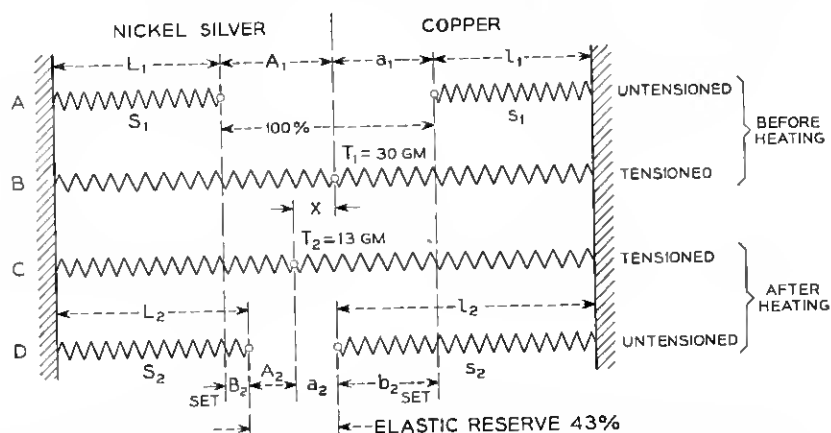 NICKEL SILVER COPPER
L₁ A₁ a₁ l₁
A UNTENSIONED
S₁ s₁
100%
BEFORE HEATING
T₁ = 30 GM
B TENSIONED
X
T₂ = 13 GM
C TENSIONED
L₂ l₂
AFTER HEATING
D UNTENSIONED
S₂ s₂
SET B₂ A₂ a₂ b₂ SET
ELASTIC RESERVE 43%